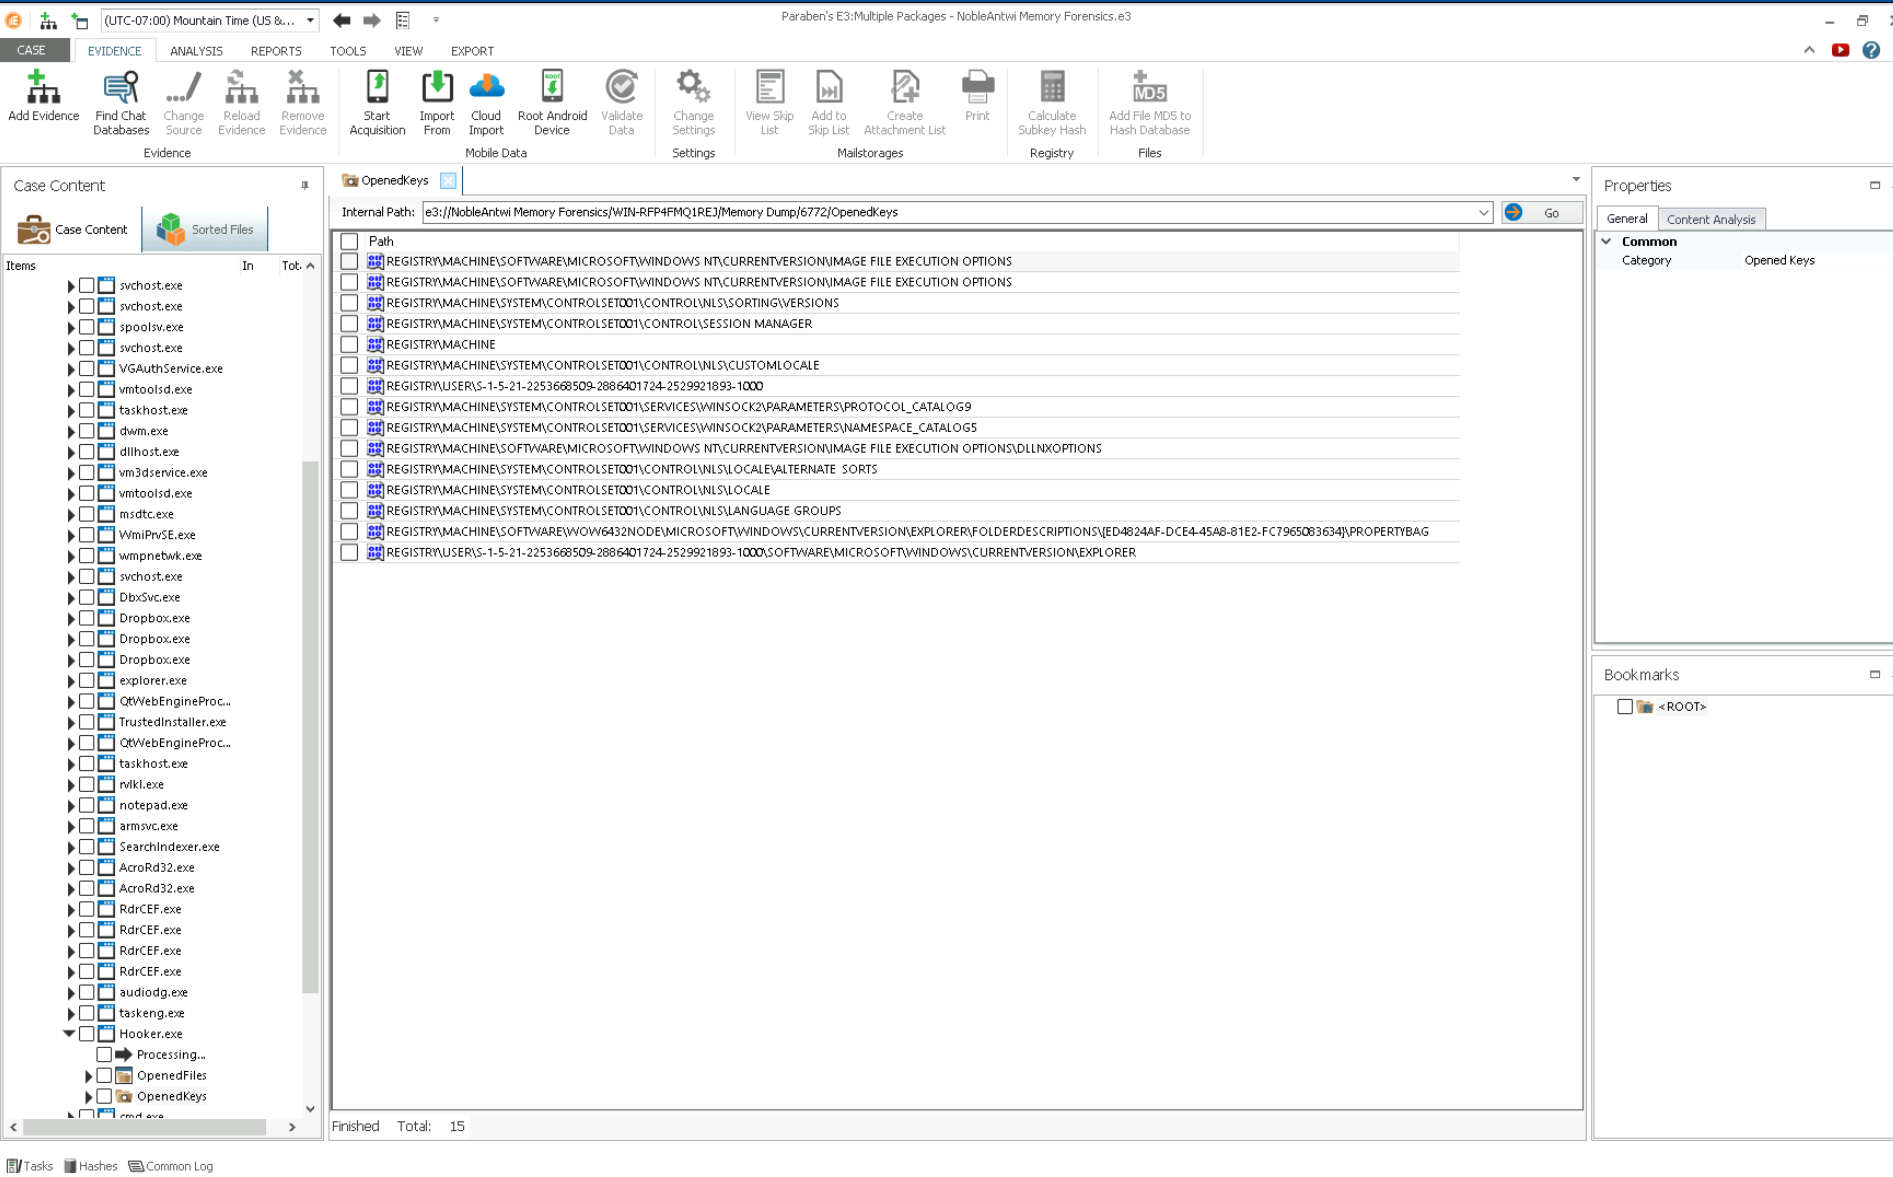 (UTC-07:00) Mountain Time (US &...
Paraben's E3:Multiple Packages - NobleAntwi Memory Forensics.e3
CASE EVIDENCE ANALYSIS REPORTS TOOLS VIEW EXPORT
Add Evidence
Find Chat Databases
Change Source
Reload Evidence
Remove Evidence
Start Acquisition
Import From
Cloud Import
Root Android Device
Validate Data
Change Settings
View Skip List
Add to Skip List
Create Attachment List
Print
Calculate Subkey Hash
Add File MD5 to Hash Database
Evidence Mobile Data Settings Mailstorages Registry Files
Case Content
Case Content Sorted Files
Items In Tot.
svchost.exe
svchost.exe
spoolsv.exe
svchost.exe
VGAuthService.exe
vmtoolsd.exe
taskhost.exe
dwm.exe
dllhost.exe
vm3dservice.exe
vmtoolsd.exe
msdtc.exe
WmiPrvSE.exe
wmpnetwk.exe
svchost.exe
DbxSvc.exe
Dropbox.exe
Dropbox.exe
Dropbox.exe
explorer.exe
QtWebEngineProc...
TrustedInstaller.exe
QtWebEngineProc...
taskhost.exe
rvlkl.exe
notepad.exe
armsvc.exe
SearchIndexer.exe
AcroRd32.exe
AcroRd32.exe
RdrCEF.exe
RdrCEF.exe
RdrCEF.exe
RdrCEF.exe
audiodg.exe
taskeng.exe
Hooker.exe
Processing...
OpenedFiles
OpenedKeys
cmd.exe
OpenedKeys
Internal Path: e3://NobleAntwi Memory Forensics/WIN-RFP4FMQ1REJ/Memory Dump/6772/OpenedKeys Go
Path
REGISTRY\MACHINE\SOFTWARE\MICROSOFT\WINDOWS NT\CURRENTVERSION\IMAGE FILE EXECUTION OPTIONS
REGISTRY\MACHINE\SOFTWARE\MICROSOFT\WINDOWS NT\CURRENTVERSION\IMAGE FILE EXECUTION OPTIONS
REGISTRY\MACHINE\SYSTEM\CONTROLSET001\CONTROL\NLS\SORTING\VERSIONS
REGISTRY\MACHINE\SYSTEM\CONTROLSET001\CONTROL\SESSION MANAGER
REGISTRY\MACHINE
REGISTRY\MACHINE\SYSTEM\CONTROLSET001\CONTROL\NLS\CUSTOMLOCALE
REGISTRY\USER\S-1-5-21-2253668509-2886401724-2529921893-1000
REGISTRY\MACHINE\SYSTEM\CONTROLSET001\SERVICES\WINSOCK2\PARAMETERS\PROTOCOL_CATALOG9
REGISTRY\MACHINE\SYSTEM\CONTROLSET001\SERVICES\WINSOCK2\PARAMETERS\NAMESPACE_CATALOG5
REGISTRY\MACHINE\SOFTWARE\MICROSOFT\WINDOWS NT\CURRENTVERSION\IMAGE FILE EXECUTION OPTIONS\DLLNXOPTIONS
REGISTRY\MACHINE\SYSTEM\CONTROLSET001\CONTROL\NLS\LOCALE\ALTERNATE SORTS
REGISTRY\MACHINE\SYSTEM\CONTROLSET001\CONTROL\NLS\LOCALE
REGISTRY\MACHINE\SYSTEM\CONTROLSET001\CONTROL\NLS\LANGUAGE GROUPS
REGISTRY\MACHINE\SOFTWARE\WOW6432NODE\MICROSOFT\WINDOWS\CURRENTVERSION\EXPLORER\FOLDERDESCRIPTIONS\{ED4824AF-DCE4-45A8-81E2-FC7965083634}\PROPERTYBAG
REGISTRY\USER\S-1-5-21-2253668509-2886401724-2529921893-1000\SOFTWARE\MICROSOFT\WINDOWS\CURRENTVERSION\EXPLORER
Finished Total: 15
Properties
General Content Analysis
Common
Category Opened Keys
Bookmarks
<ROOT>
Tasks Hashes Common Log